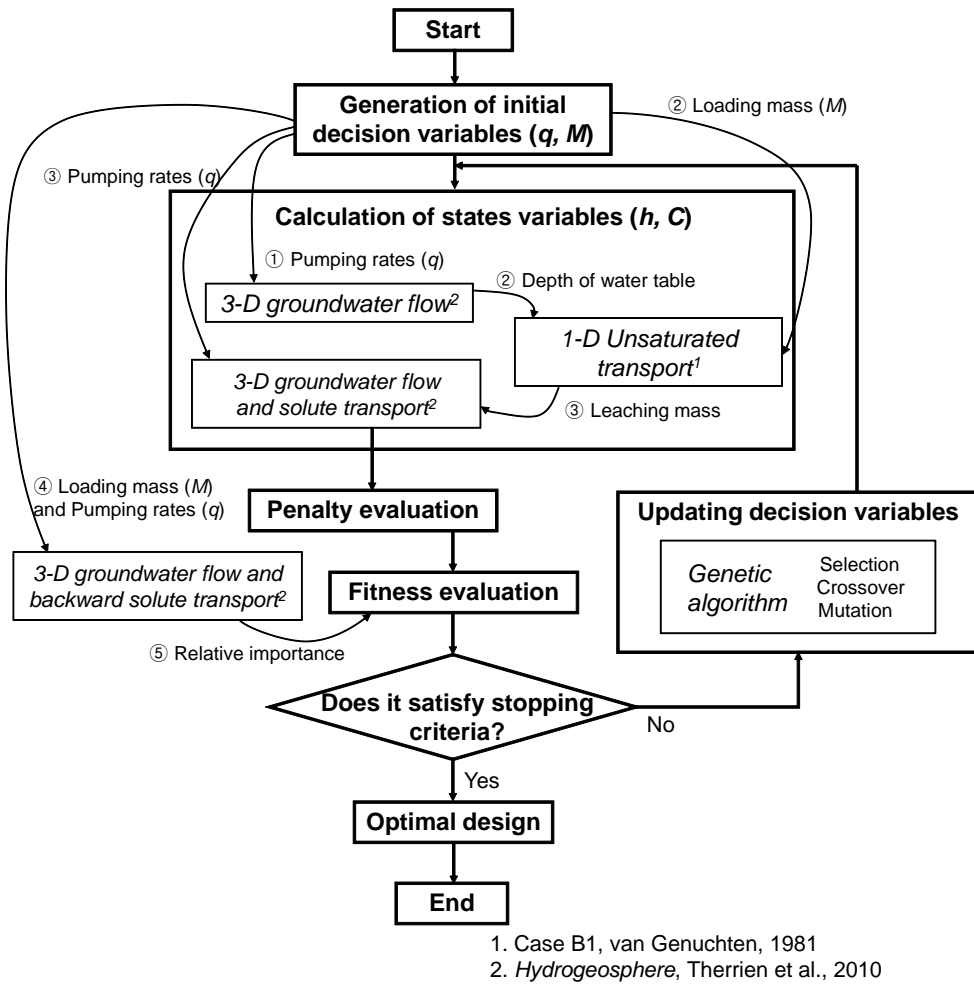 Start
Generation of initial
decision variables (q, M)
② Loading mass (M)
③ Pumping rates (q)
Calculation of states variables (h, C)
① Pumping rates (q)
② Depth of water table
3-D groundwater flow²
1-D Unsaturated
transport¹
3-D groundwater flow
and solute transport²
③ Leaching mass
④ Loading mass (M)
and Pumping rates (q)
Penalty evaluation
Updating decision variables
3-D groundwater flow and
backward solute transport²
Fitness evaluation
Genetic
algorithm
Selection
Crossover
Mutation
⑤ Relative importance
Does it satisfy stopping
criteria?
No
Yes
Optimal design
End
1. Case B1, van Genuchten, 1981
2. Hydrogeosphere, Therrien et al., 2010